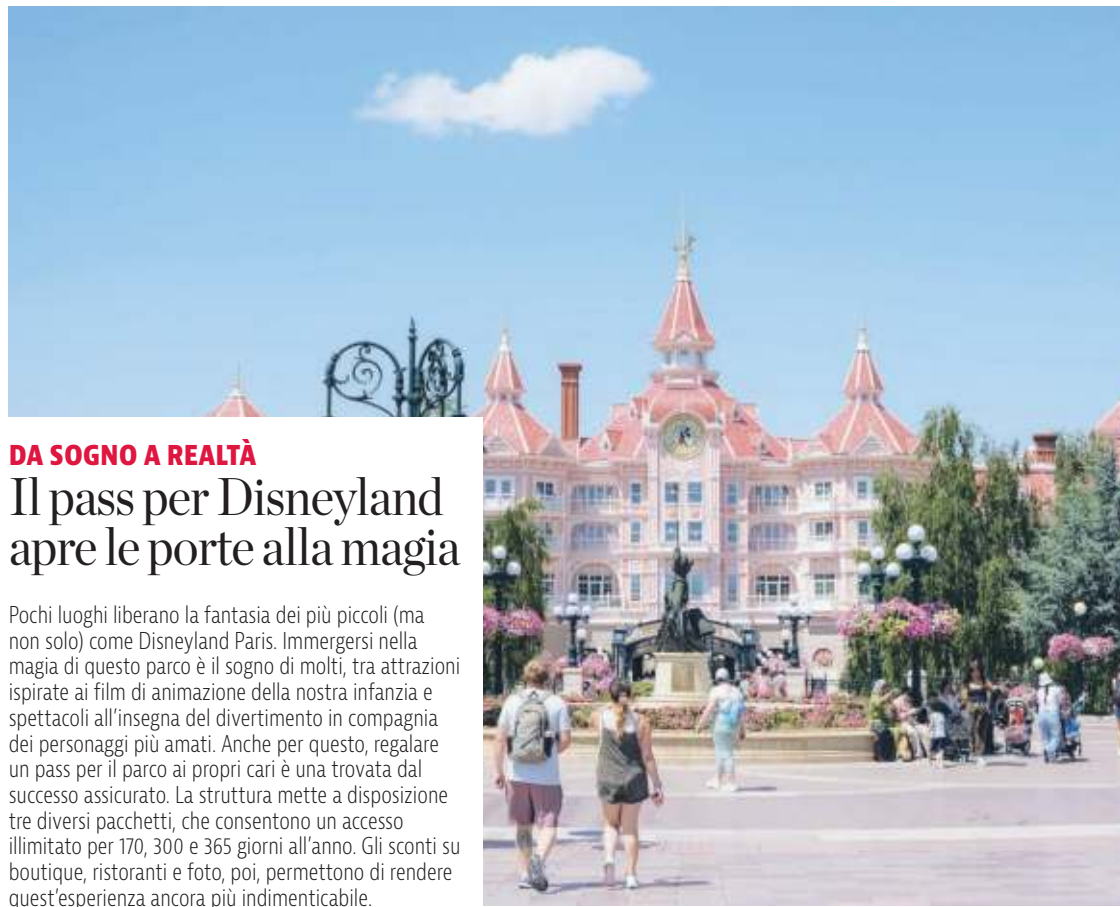 DA SOGNO A REALTÀ
Il pass per Disneyland
apre le porte alla magia
Pochi luoghi liberano la fantasia dei più piccoli (ma
non solo) come Disneyland Paris. Immergersi nella
magia di questo parco è il sogno di molti, tra attrazioni
ispirate ai film di animazione della nostra infanzia e
spettacoli all'insegna del divertimento in compagnia
dei personaggi più amati. Anche per questo, regalare
un pass per il parco ai propri cari è una trovata dal
successo assicurato. La struttura mette a disposizione
tre diversi pacchetti, che consentono un accesso
illimitato per 170, 300 e 365 giorni all'anno. Gli sconti su
boutique, ristoranti e foto, poi, permettono di rendere
quest'esperienza ancora più indimenticabile.